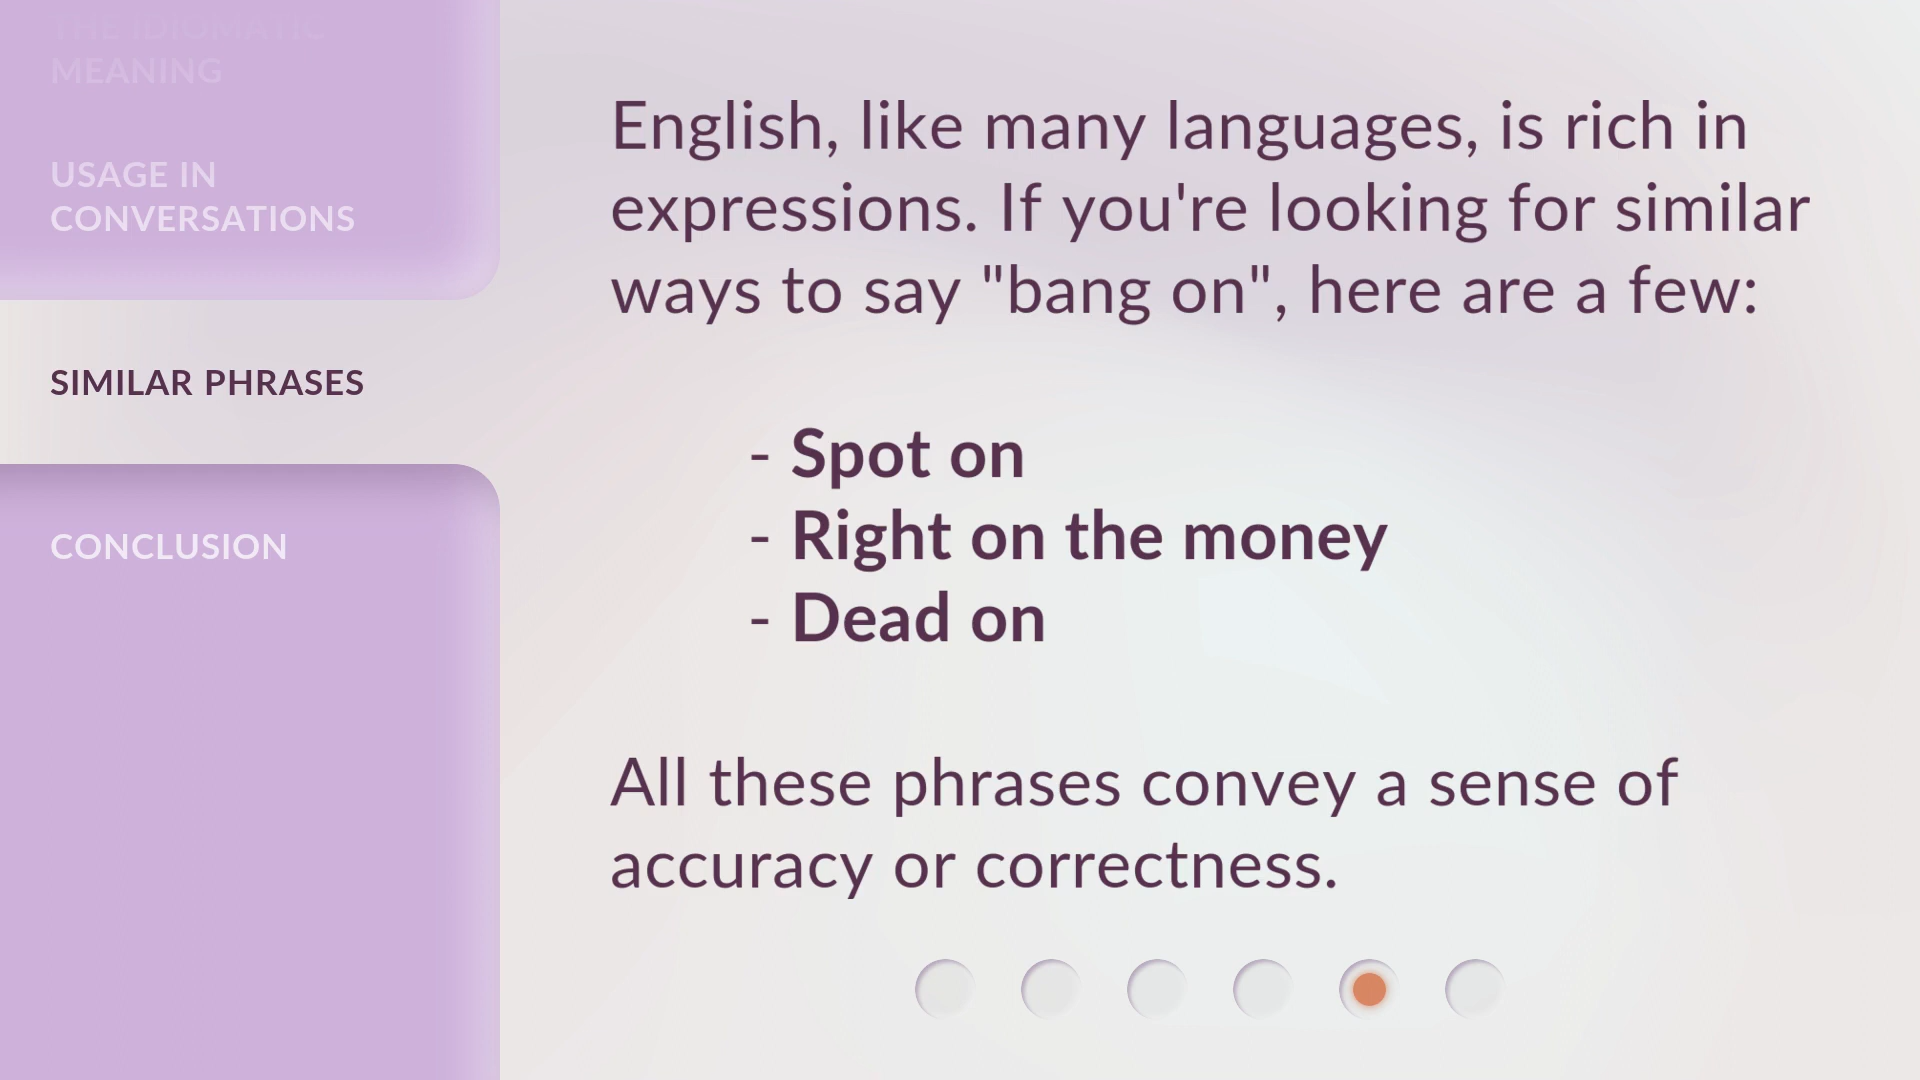 THE IDIOMATIC
MEANING
USAGE IN
CONVERSATIONS
SIMILAR PHRASES
CONCLUSION
English, like many languages, is rich in
expressions. If you're looking for similar
ways to say "bang on", here are a few:
- Spot on
- Right on the money
- Dead on
All these phrases convey a sense of
accuracy or correctness.